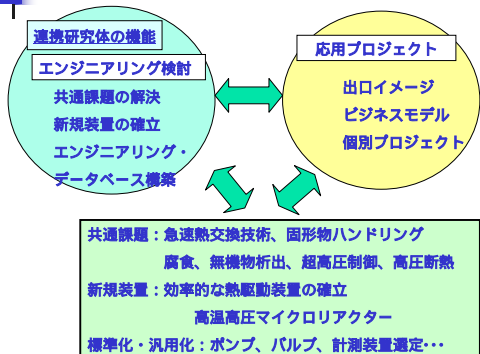 連携研究体の機能
エンジニアリング検討
共通課題の解決
新規装置の確立
エンジニアリング・
データベース構築
応用プロジェクト
出口イメージ
ビジネスモデル
個別プロジェクト
共通課題：急速熱交換技術、固形物ハンドリング
腐食、無機物析出、超高圧制御、高圧断熱
新規装置：効率的な熱駆動装置の確立
高温高圧マイクロリアクター
標準化・汎用化：ポンプ、バルブ、計測装置選定･･･